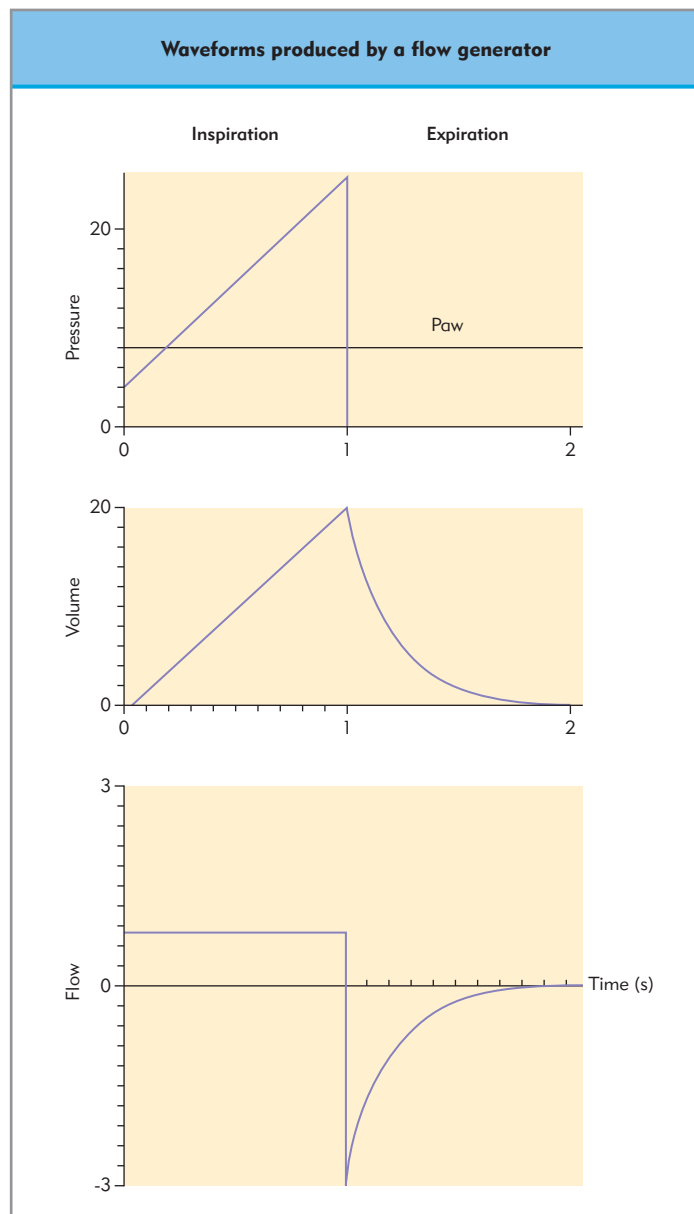 Waveforms produced by a flow generator
Inspiration Expiration
20
Pressure
Paw
0
0 1 2
20
Volume
0
0 1 2
3
Flow
0
Time (s)
-3